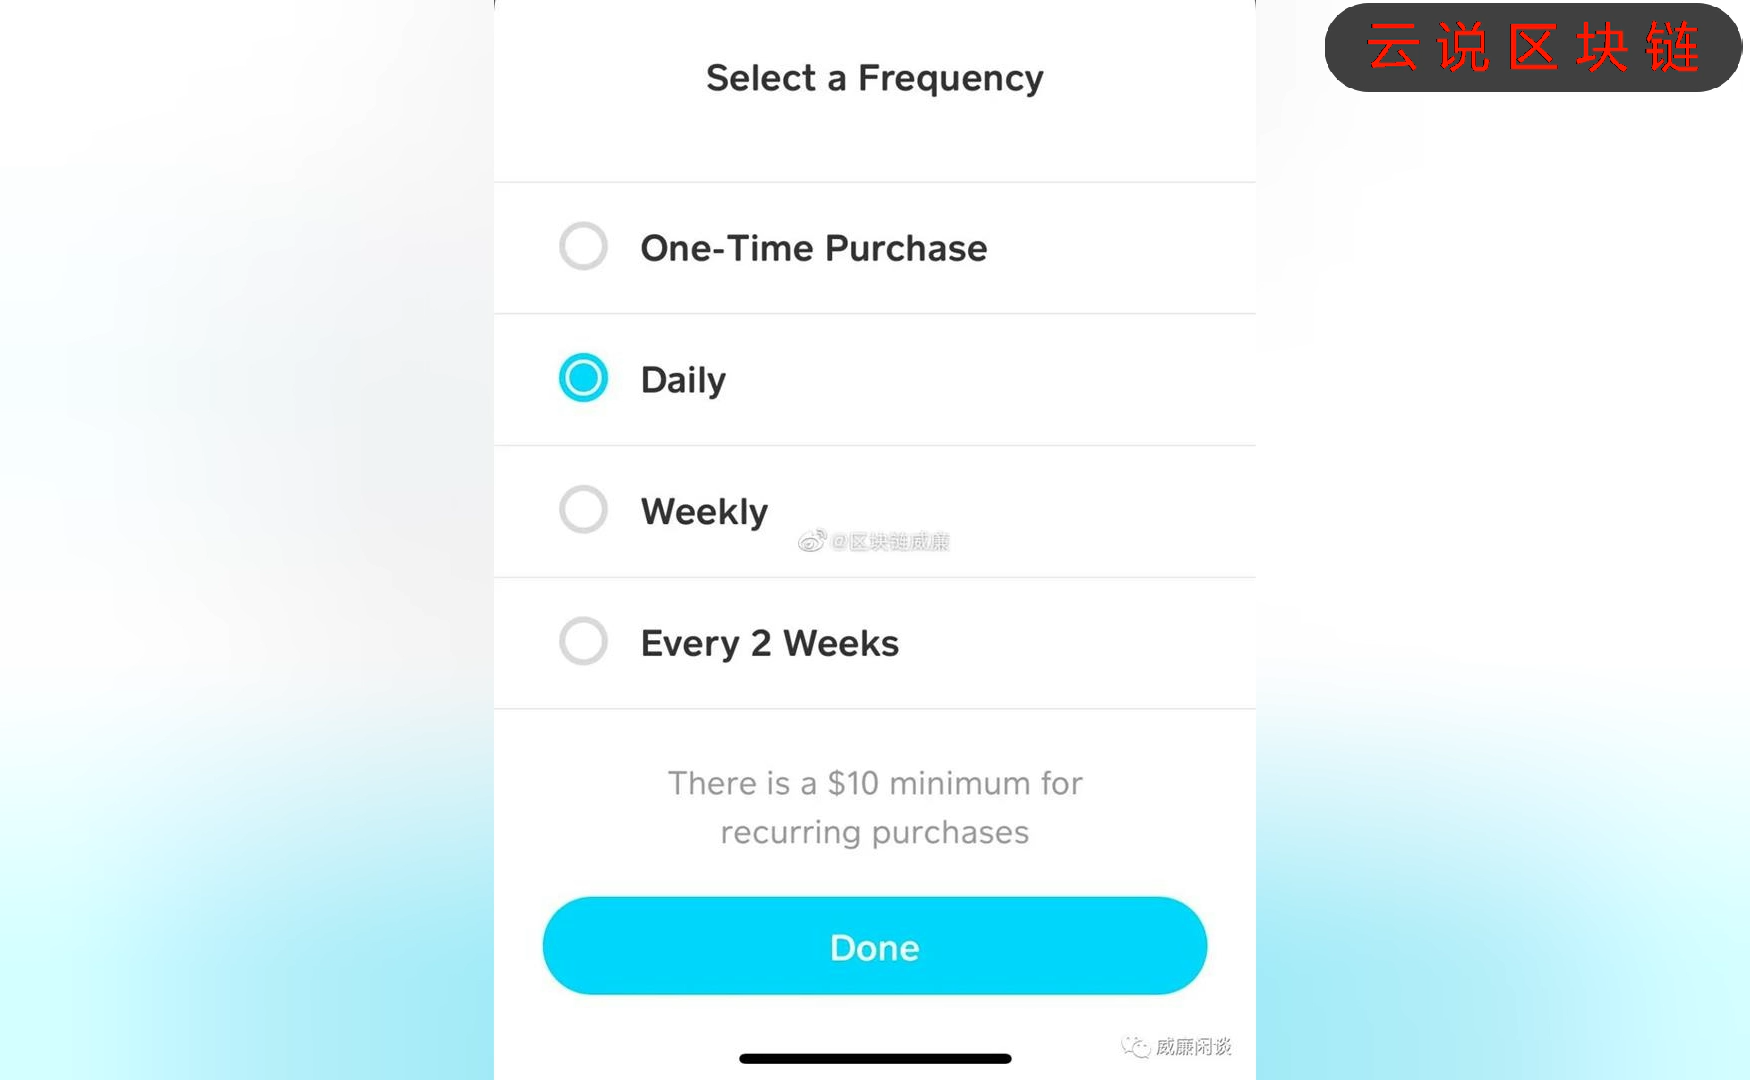 云说区块链
Select a Frequency
One-Time Purchase
Daily
Weekly
@区块链威廉
Every 2 Weeks
There is a $10 minimum for
recurring purchases
Done
威廉闲谈